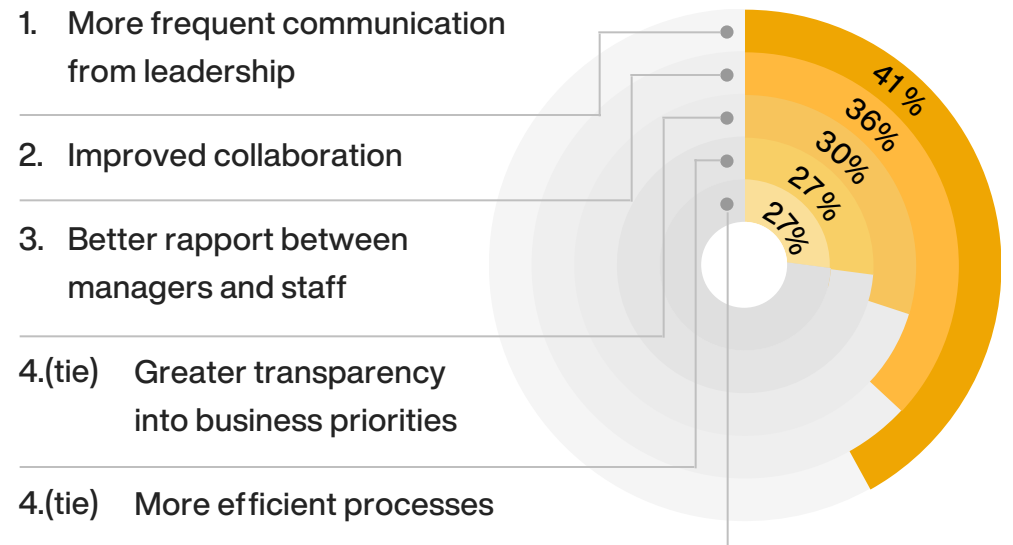 1. More frequent communication
from leadership
2. Improved collaboration
3. Better rapport between
managers and staff
4.(tie) Greater transparency
into business priorities
4.(tie) More efficient processes
41%
36%
30%
27%
27%